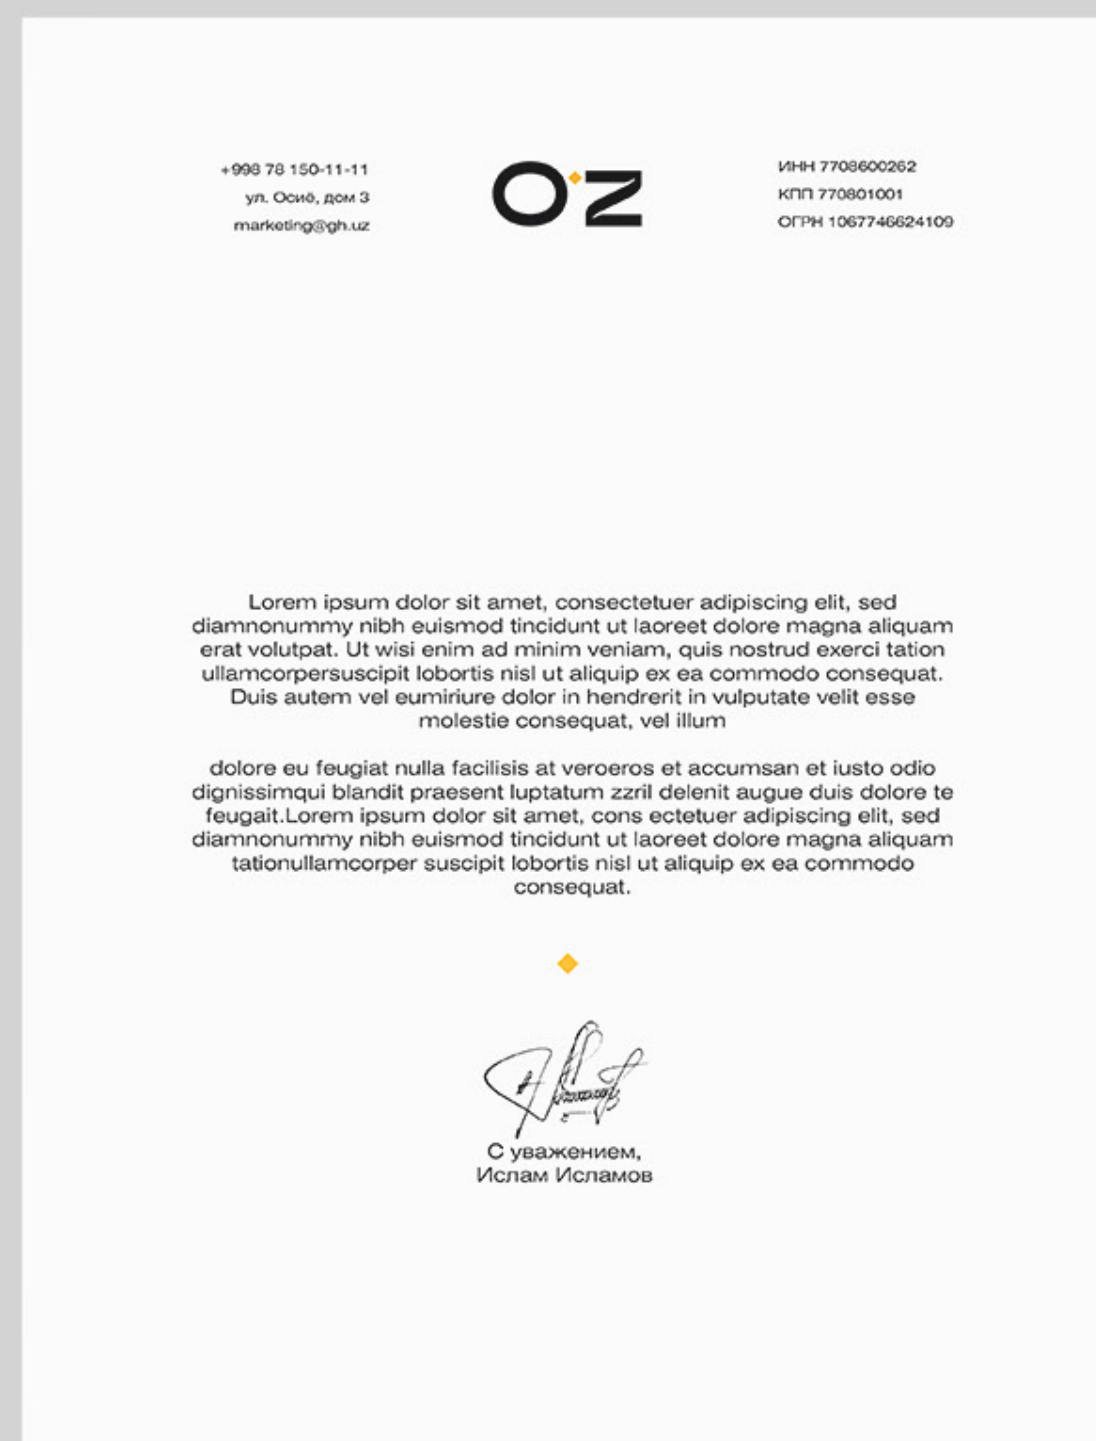 +998 78 150-11-11
ул. Осиё, дом 3
marketing@gh.uz
O'Z
ИНН 7708600262
КПП 770801001
ОГРН 1067746624109
Lorem ipsum dolor sit amet, consectetuer adipiscing elit, sed
diamnonummy nibh euismod tincidunt ut laoreet dolore magna aliquam
erat volutpat. Ut wisi enim ad minim veniam, quis nostrud exerci tation
ullamcorpersuscipit lobortis nisl ut aliquip ex ea commodo consequat.
Duis autem vel eumiriure dolor in hendrerit in vulputate velit esse
molestie consequat, vel illum
dolore eu feugiat nulla facilisis at veroeros et accumsan et iusto odio
dignissimqui blandit praesent luptatum zzril delenit augue duis dolore te
feugait.Lorem ipsum dolor sit amet, cons ectetuer adipiscing elit, sed
diamnonummy nibh euismod tincidunt ut laoreet dolore magna aliquam
tationullamcorper suscipit lobortis nisl ut aliquip ex ea commodo
consequat.
С уважением,
Ислам Исламов